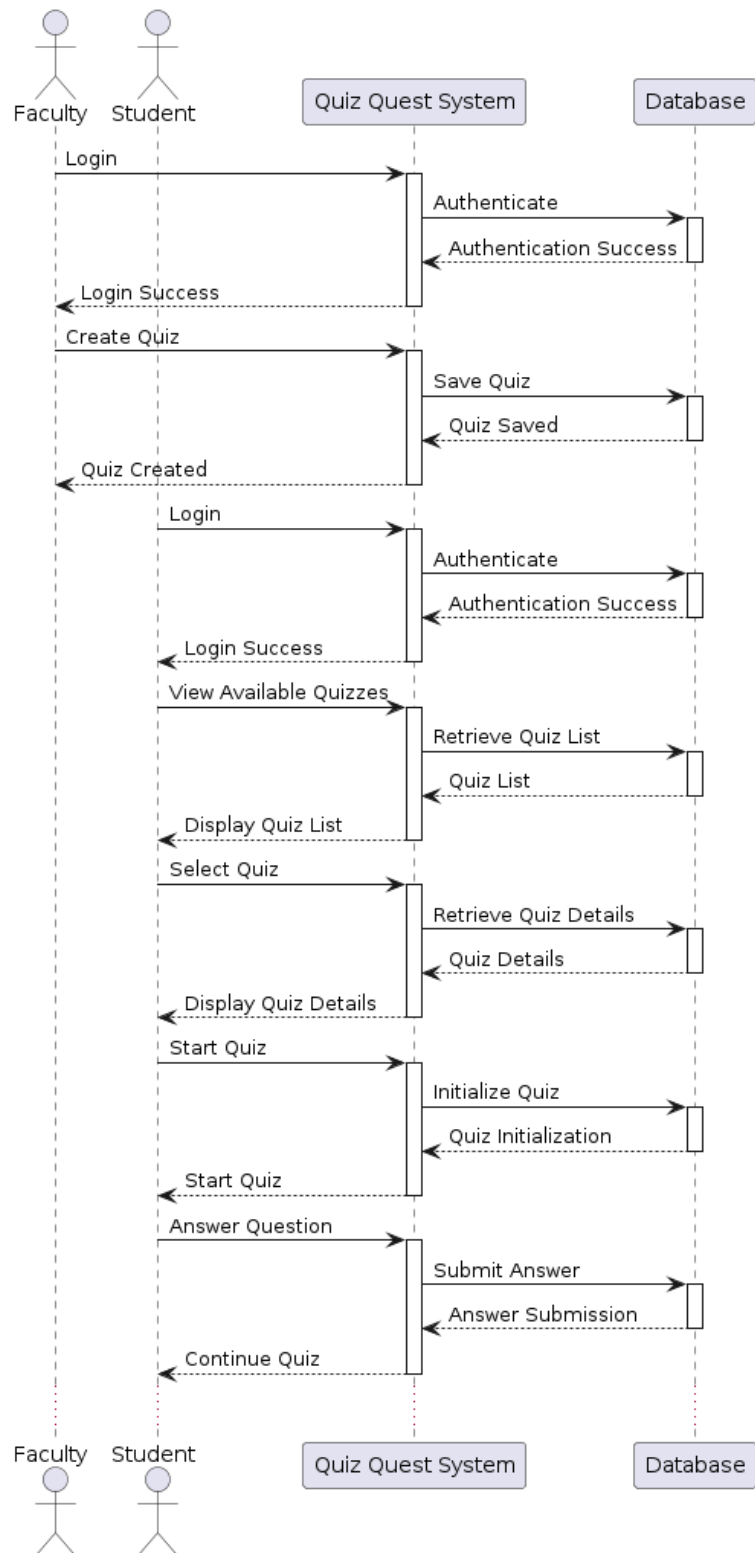 Faculty
Student
Quiz Quest System
Database
Login
Authenticate
Authentication Success
Login Success
Create Quiz
Save Quiz
Quiz Saved
Quiz Created
Login
Authenticate
Authentication Success
Login Success
View Available Quizzes
Retrieve Quiz List
Quiz List
Display Quiz List
Select Quiz
Retrieve Quiz Details
Quiz Details
Display Quiz Details
Start Quiz
Initialize Quiz
Quiz Initialization
Start Quiz
Answer Question
Submit Answer
Answer Submission
Continue Quiz
Faculty
Student
Quiz Quest System
Database